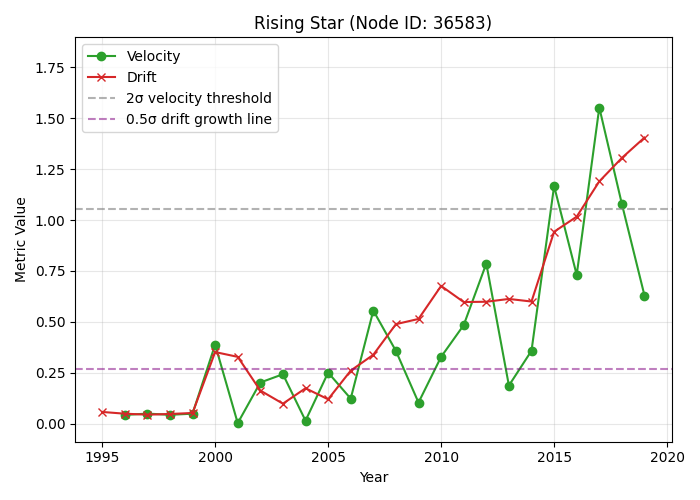 Rising Star (Node ID: 36583)
Velocity
Drift
2σ velocity threshold
0.5σ drift growth line
Metric Value
1.75
1.50
1.25
1.00
0.75
0.50
0.25
0.00
1995 2000 2005 2010 2015 2020
Year